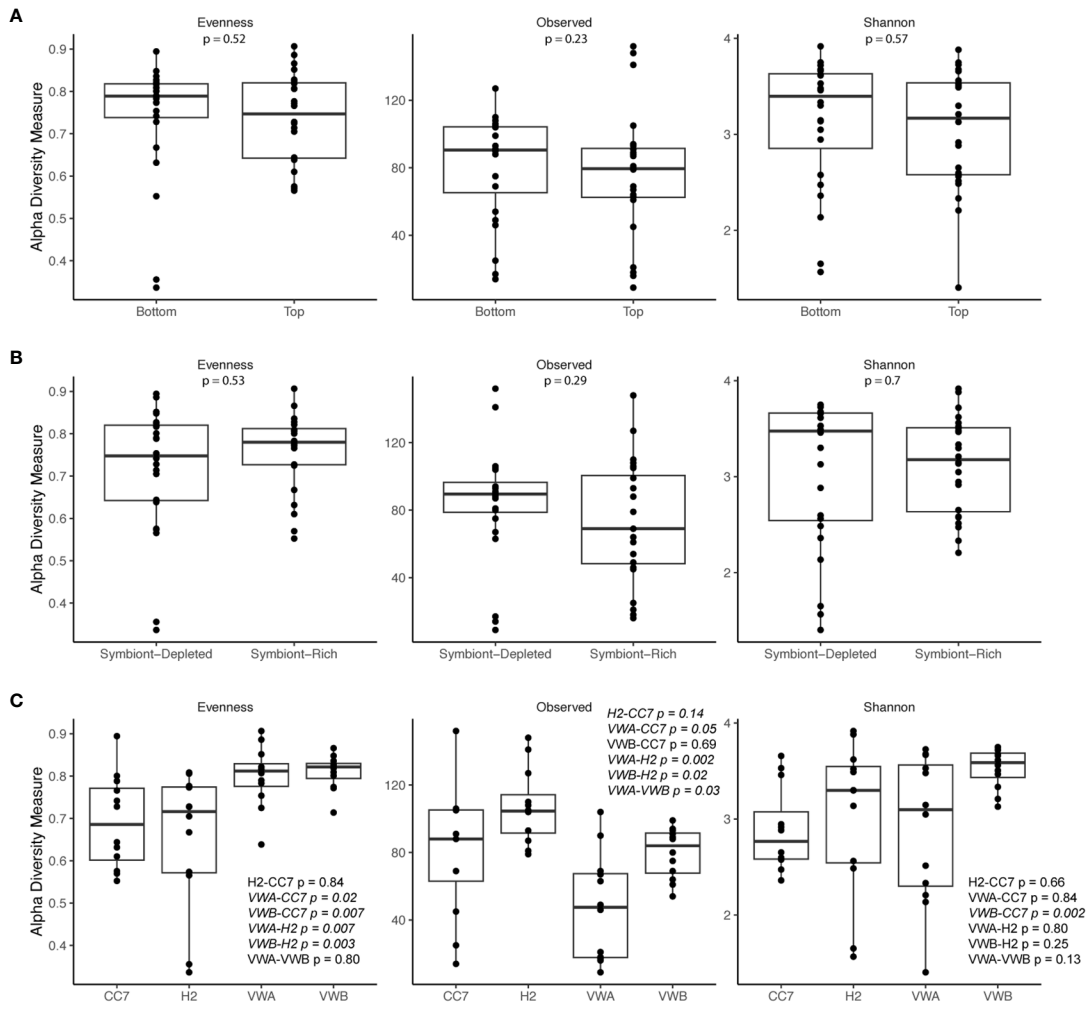 A
Evenness
p = 0.52
Observed
p = 0.23
Shannon
p = 0.57
Alpha Diversity Measure
0.9
0.8
0.7
0.6
0.5
0.4
Bottom
Top
120
80
40
Bottom
Top
4
3
2
Bottom
Top
B
Evenness
p = 0.53
Observed
p = 0.29
Shannon
p = 0.7
Alpha Diversity Measure
0.9
0.8
0.7
0.6
0.5
0.4
Symbiont−Depleted
Symbiont−Rich
120
80
40
Symbiont−Depleted
Symbiont−Rich
4
3
2
Symbiont−Depleted
Symbiont−Rich
C
Evenness
Alpha Diversity Measure
0.9
0.8
0.7
0.6
0.5
0.4
H2-CC7 p = 0.84
VWA-CC7 p = 0.02
VWB-CC7 p = 0.007
VWA-H2 p = 0.007
VWB-H2 p = 0.003
VWA-VWB p = 0.80
CC7
H2
VWA
VWB
Observed
H2-CC7 p = 0.14
VWA-CC7 p = 0.05
VWB-CC7 p = 0.69
VWA-H2 p = 0.002
VWB-H2 p = 0.02
VWA-VWB p = 0.03
120
80
40
CC7
H2
VWA
VWB
Shannon
4
3
2
H2-CC7 p = 0.66
VWA-CC7 p = 0.84
VWB-CC7 p = 0.002
VWA-H2 p = 0.80
VWB-H2 p = 0.25
VWA-VWB p = 0.13
CC7
H2
VWA
VWB